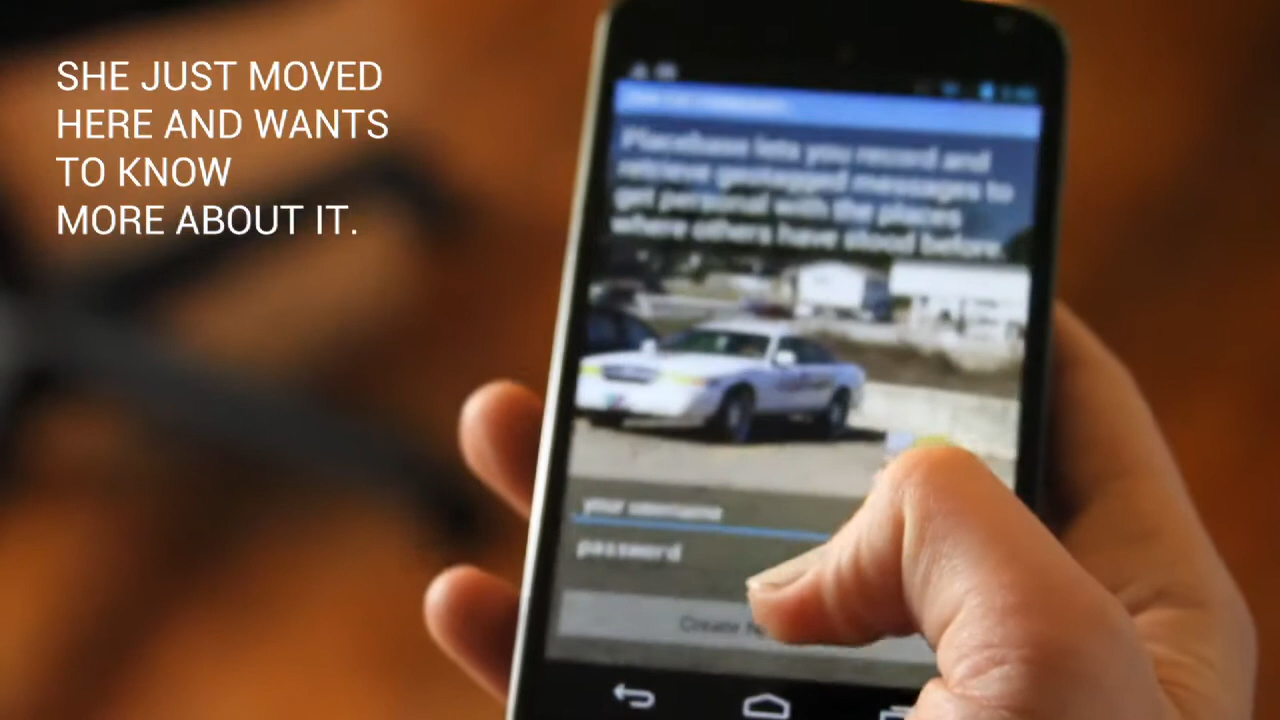 SHE JUST MOVED
HERE AND WANTS
TO KNOW
MORE ABOUT IT.
Placebase lets you record and
retrieve geotagged messages to
get personal with the places
where others have stood before.
your username
password
Create